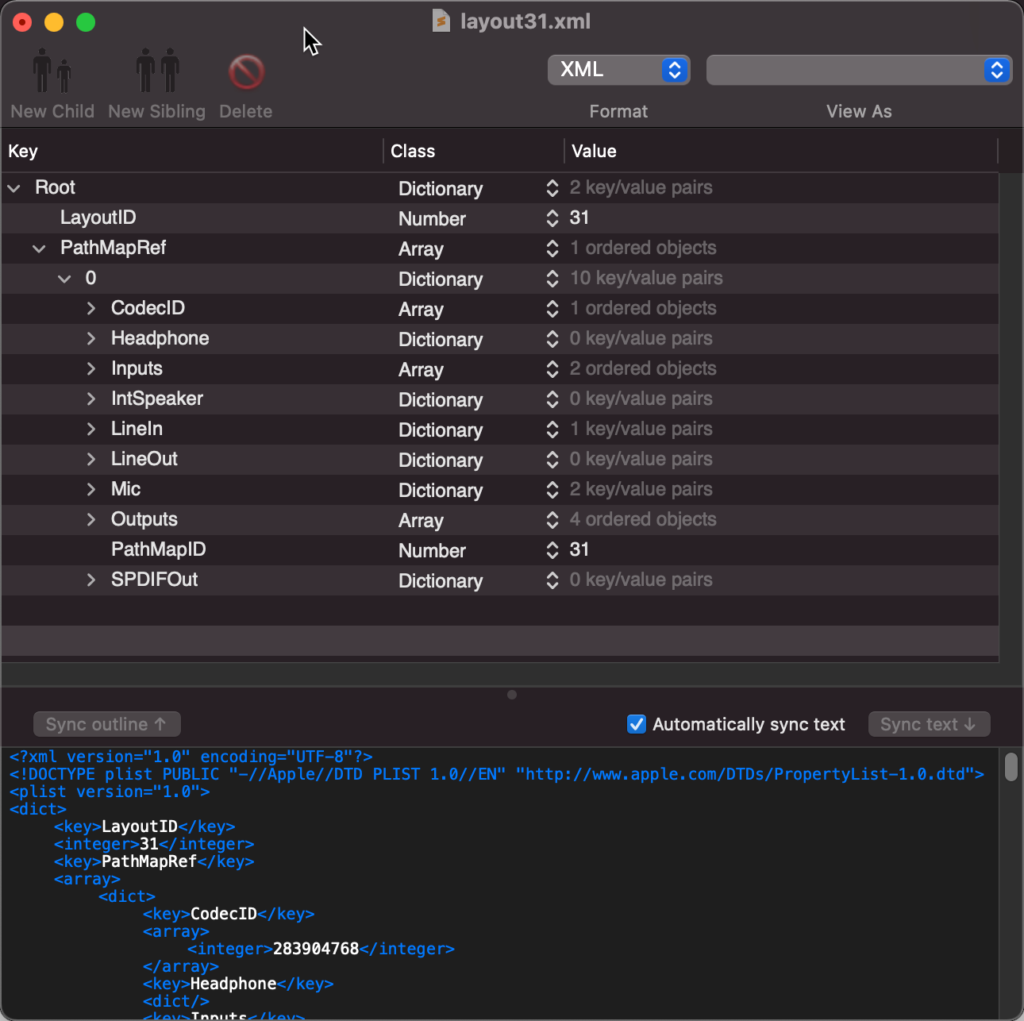 layout31.xml
New Child New Sibling Delete XML Format View As
Key Class Value
Root Dictionary 2 key/value pairs
LayoutID Number 31
PathMapRef Array 1 ordered objects
0 Dictionary 10 key/value pairs
CodecID Array 1 ordered objects
Headphone Dictionary 0 key/value pairs
Inputs Array 2 ordered objects
IntSpeaker Dictionary 0 key/value pairs
LineIn Dictionary 1 key/value pairs
LineOut Dictionary 0 key/value pairs
Mic Dictionary 2 key/value pairs
Outputs Array 4 ordered objects
PathMapID Number 31
SPDIFOut Dictionary 0 key/value pairs
Sync outline ↑ Automatically sync text Sync text ↓
<?xml version="1.0" encoding="UTF-8"?>
<!DOCTYPE plist PUBLIC "-//Apple//DTD PLIST 1.0//EN" "http://www.apple.com/DTDs/PropertyList-1.0.dtd">
<plist version="1.0">
<dict>
<key>LayoutID</key>
<integer>31</integer>
<key>PathMapRef</key>
<array>
<dict>
<key>CodecID</key>
<array>
<integer>283904768</integer>
</array>
<key>Headphone</key>
<dict/>
<key>Inputs</key>